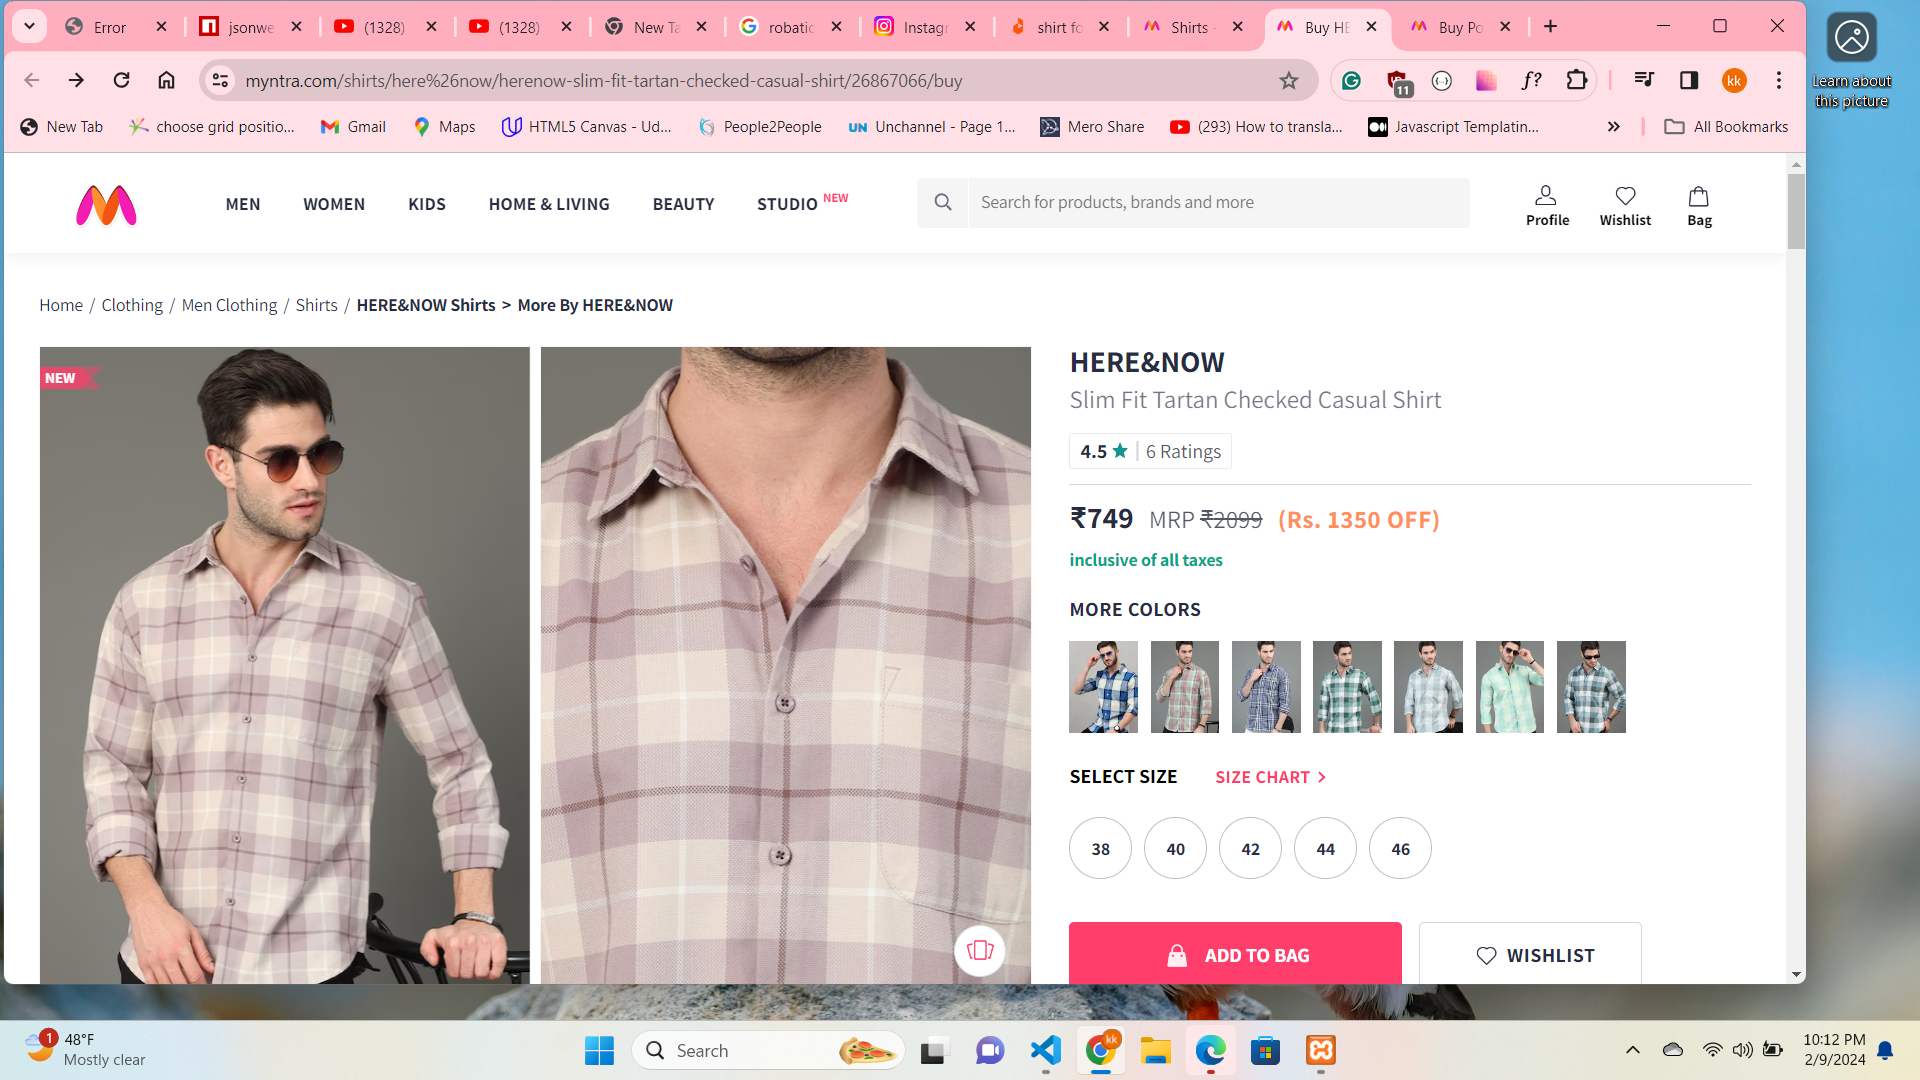 Error
jsonwe
(1328)
(1328)
New Ta
robatic
Instagr
shirt fo
Shirts
Buy HE
Buy Po
myntra.com/shirts/here%26now/herenow-slim-fit-tartan-checked-casual-shirt/26867066/buy
11
f?
kk
New Tab
choose grid positio...
Gmail
Maps
HTML5 Canvas - Ud...
People2People
UN Unchannel - Page 1...
Mero Share
(293) How to transla...
Javascript Templatin...
All Bookmarks
Learn about
this picture
MEN
WOMEN
KIDS
HOME & LIVING
BEAUTY
STUDIO NEW
Search for products, brands and more
Profile
Wishlist
Bag
Home / Clothing / Men Clothing / Shirts / HERE&NOW Shirts > More By HERE&NOW
NEW
HERE&NOW
Slim Fit Tartan Checked Casual Shirt
4.5 ★ | 6 Ratings
₹749 MRP ₹2099 (Rs. 1350 OFF)
inclusive of all taxes
MORE COLORS
SELECT SIZE
SIZE CHART >
38
40
42
44
46
ADD TO BAG
WISHLIST
1
48°F
Mostly clear
Search
kk
10:12 PM
2/9/2024